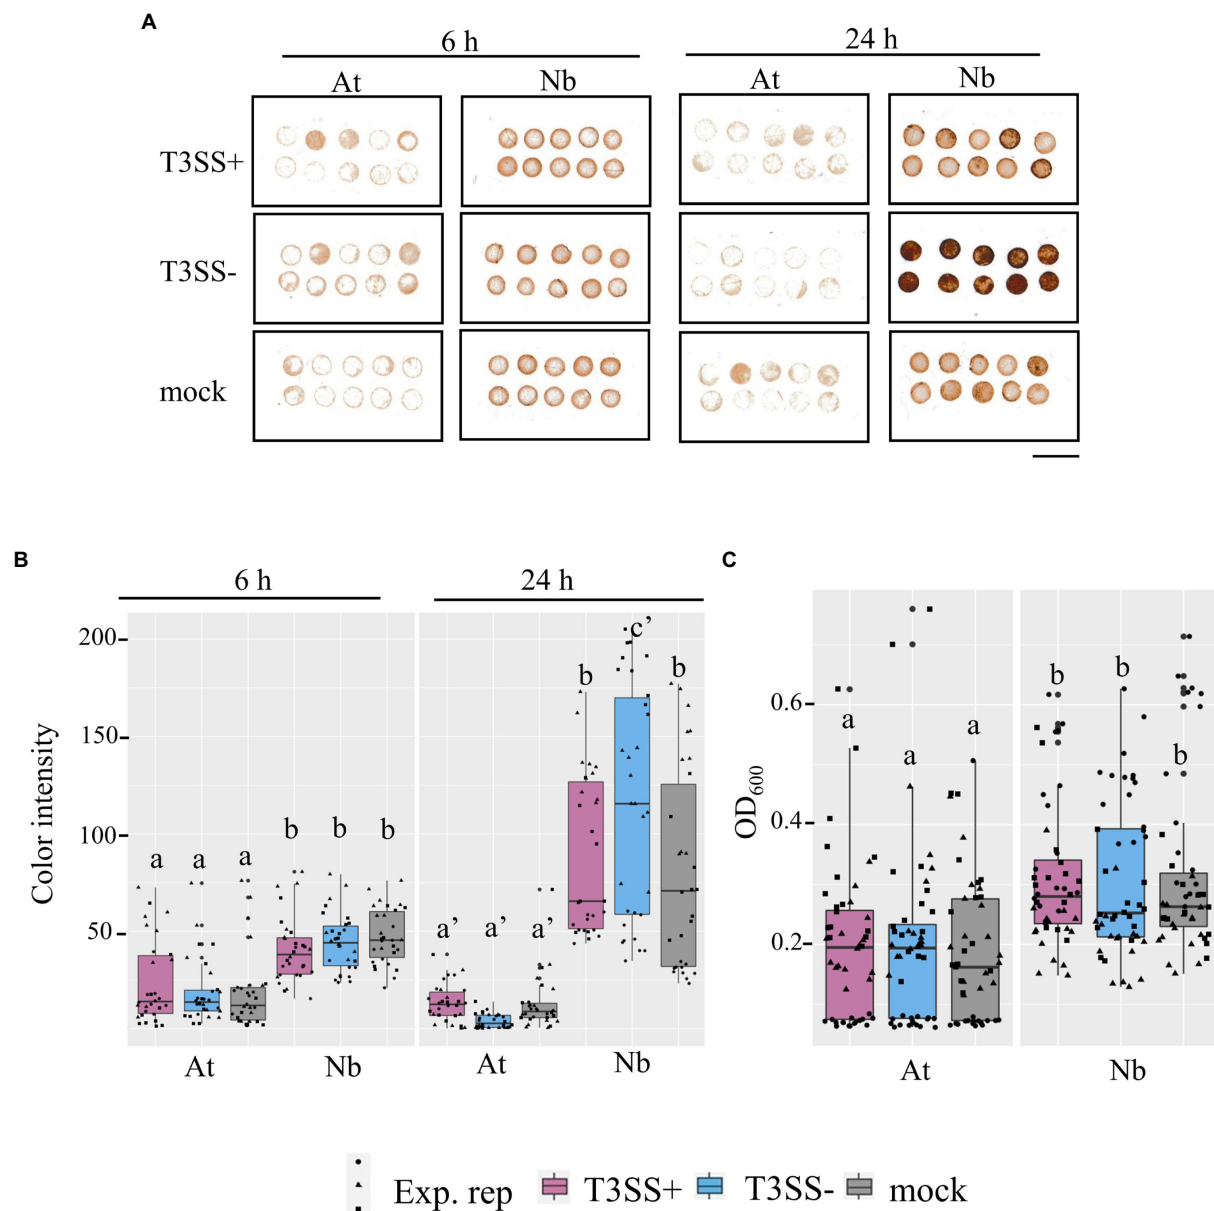 A
6 h
24 h
At
Nb
At
Nb
T3SS+
T3SS-
mock
B
6 h
24 h
Color intensity
200
150
100
50
a
a
a
b
b
b
a’
a’
a’
b
c’
b
At
Nb
At
Nb
C
OD600
0.6
0.4
0.2
a
a
a
b
b
b
At
Nb
Exp. rep
T3SS+
T3SS-
mock